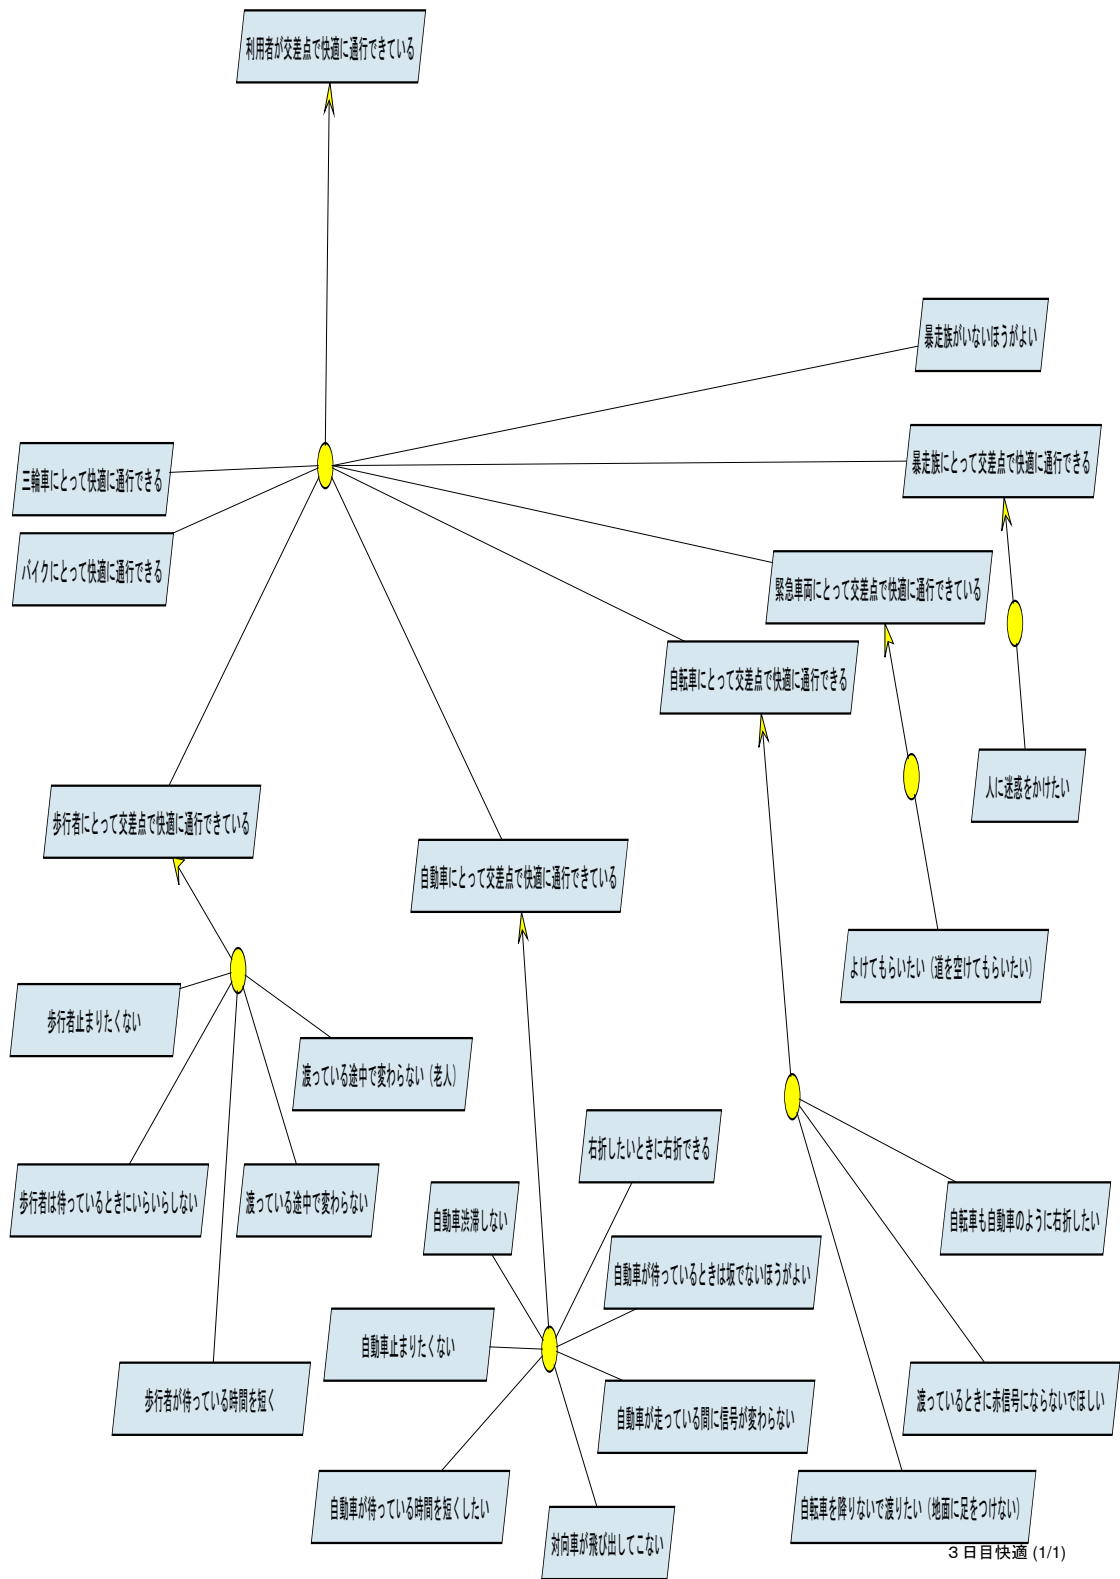 利用者が交差点で快適に通行できている
暴走族がいないほうがよい
暴走族にとって交差点で快適に通行できる
三輪車にとって快適に通行できる
バイクにとって快適に通行できる
緊急車両にとって交差点で快適に通行できている
自転車にとって交差点で快適に通行できる
人に迷惑をかけたい
歩行者にとって交差点で快適に通行できている
自動車にとって交差点で快適に通行できている
よけてもらいたい（道を空けてもらいたい）
歩行者止まりたくない
渡っている途中で変わらない（老人）
右折したいときに右折できる
歩行者は待っているときにいらいらしない
渡っている途中で変わらない
自動車渋滞しない
自転車も自動車のように右折したい
自動車が待っているときは坂でないほうがよい
自動車止まりたくない
歩行者が待っている時間を短く
渡っているときに赤信号にならないでほしい
自動車が走っている間に信号が変わらない
自動車が待っている時間を短くしたい
自転車を降りないで渡りたい（地面に足をつけない）
対向車が飛び出してこない
３日目快適 (1/1)